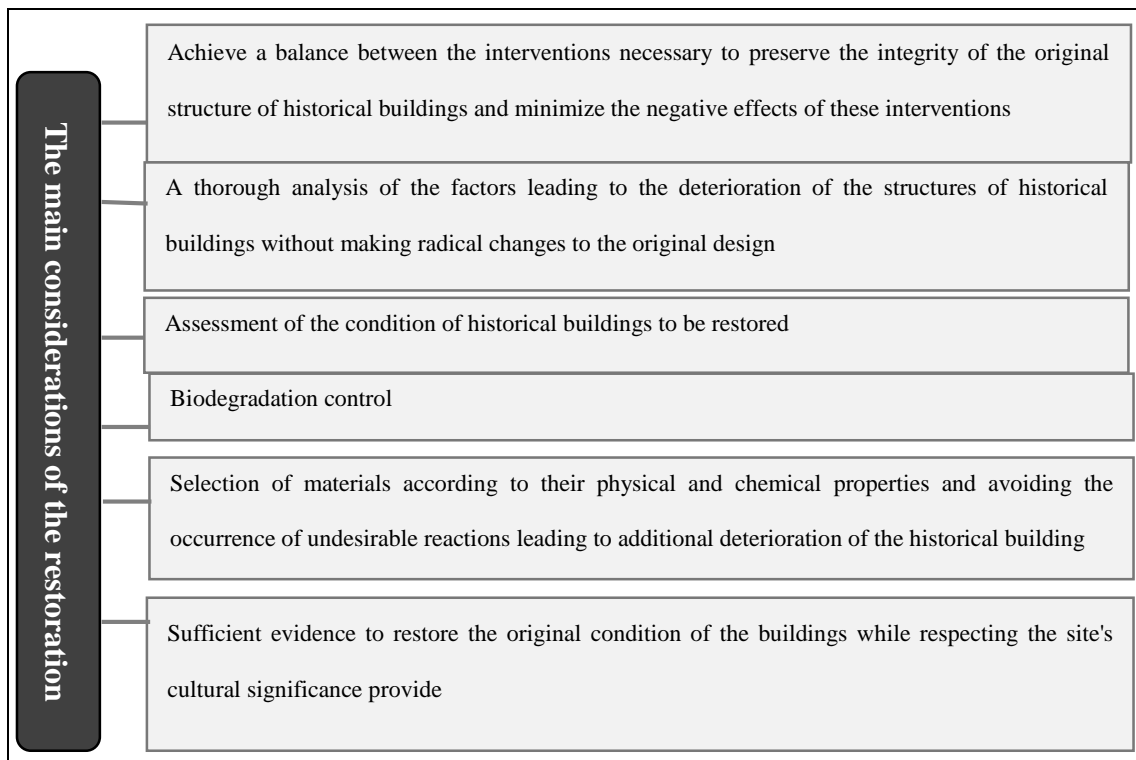 The main considerations of the restoration
Achieve a balance between the interventions necessary to preserve the integrity of the original
structure of historical buildings and minimize the negative effects of these interventions
A thorough analysis of the factors leading to the deterioration of the structures of historical
buildings without making radical changes to the original design
Assessment of the condition of historical buildings to be restored
Biodegradation control
Selection of materials according to their physical and chemical properties and avoiding the
occurrence of undesirable reactions leading to additional deterioration of the historical building
Sufficient evidence to restore the original condition of the buildings while respecting the site's
cultural significance provide